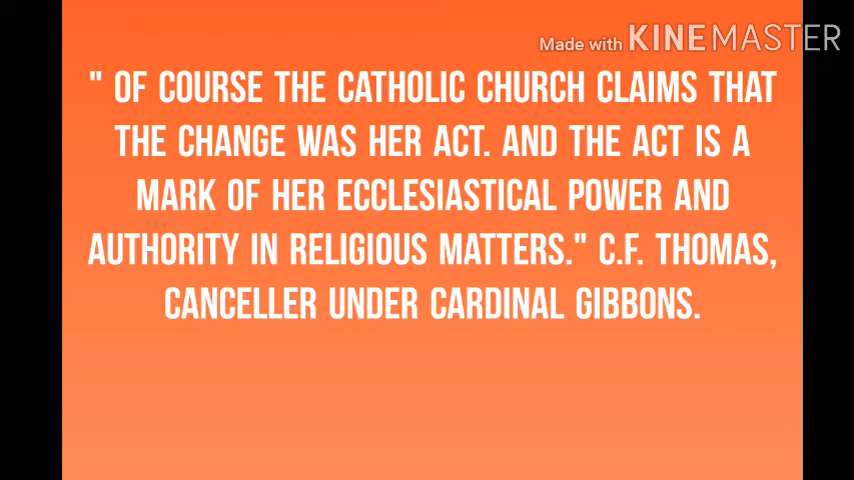 Made with KINEMASTER
" OF COURSE THE CATHOLIC CHURCH CLAIMS THAT
THE CHANGE WAS HER ACT. AND THE ACT IS A
MARK OF HER ECCLESIASTICAL POWER AND
AUTHORITY IN RELIGIOUS MATTERS." C.F. THOMAS,
CANCELLER UNDER CARDINAL GIBBONS.